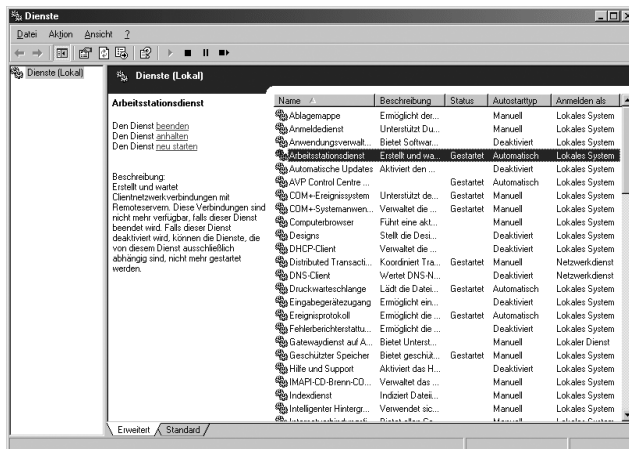 Dienste
Datei Aktion Ansicht ?
Dienste (Lokal)
Dienste (Lokal)
Arbeitsstationsdienst
Den Dienst beenden
Den Dienst anhalten
Den Dienst neu starten
Beschreibung:
Erstellt und wartet
Clientnetzwerkverbindungen mit
Remoteservern. Diese Verbindungen sind
nicht mehr verfügbar, falls dieser Dienst
beendet wird. Falls dieser Dienst
deaktiviert wird, können die Dienste, die
von diesem Dienst ausschließlich
abhängig sind, nicht mehr gestartet
werden.
Name Beschreibung Status Autostarttyp Anmelden als
Ablagemappe Ermöglicht der... Manuell Lokales System
Anmeldedienst Unterstützt Du... Manuell Lokales System
Anwendungsverwalt... Bietet Softwar... Deaktiviert Lokales System
Arbeitsstationsdienst Erstellt und wa... Gestartet Automatisch Lokales System
Automatische Updates Aktiviert den ... Deaktiviert Lokales System
AVP Control Centre ... Gestartet Automatisch Lokales System
COM+-Ereignissystem Unterstützt de... Gestartet Manuell Lokales System
COM+-Systemanwen... Verwaltet die ... Gestartet Manuell Lokales System
Computerbrowser Führt eine akt... Manuell Lokales System
Designs Stellt die Desi... Deaktiviert Lokales System
DHCP-Client Verwaltet die ... Deaktiviert Lokales System
Distributed Transacti... Koordiniert Tra... Gestartet Manuell Netzwerkdienst
DNS-Client Wertet DNS-N... Deaktiviert Netzwerkdienst
Druckwarteschlange Lädt die Datei... Gestartet Automatisch Lokales System
Eingabegerätezugang Ermöglicht ein... Deaktiviert Lokales System
Ereignisprotokoll Ermöglicht die ... Gestartet Automatisch Lokales System
Fehlerberichterstattu... Ermöglicht die ... Deaktiviert Lokales System
Gatewaydienst auf A... Bietet Unterst... Manuell Lokaler Dienst
Geschützter Speicher Bietet geschüt... Gestartet Manuell Lokales System
Hilfe und Support Aktiviert das H... Deaktiviert Lokales System
IMAPI-CD-Brenn-CO... Verwaltet das ... Manuell Lokales System
Indexdienst Indiziert Dateii... Manuell Lokales System
Intelligenter Hintergr... Verwendet sic... Manuell Lokales System
Erweitert Standard